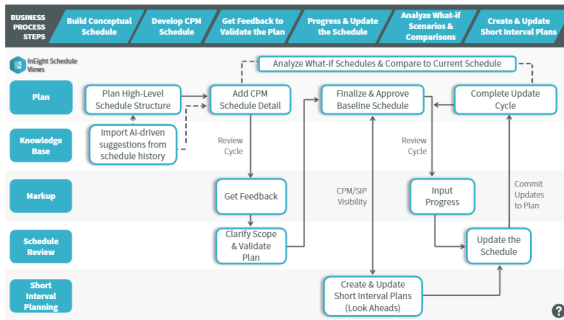 BUSINESS
PROCESS
STEPS
Build Conceptual
Schedule
Develop CPM
Schedule
Get Feedback to
Validate the Plan
Progress & Update
the Schedule
Analyze What-if
Scenarios &
Comparisons
Create & Update
Short Interval Plans
InEight Schedule
Views
Analyze What-If Schedules & Compare to Current Schedule
Plan
Plan High-Level
Schedule Structure
Add CPM
Schedule Detail
Finalize & Approve
Baseline Schedule
Complete Update
Cycle
Knowledge
Base
Import AI-driven
suggestions from
schedule history
Review
Cycle
Review
Cycle
Markup
Get Feedback
CPM/SIP
Visibility
Input
Progress
Commit
Updates
to Plan
Schedule
Review
Clarify Scope
& Validate
Plan
Update the
Schedule
Short
Interval
Planning
Create & Update
Short Interval Plans
(Look Aheads)
?